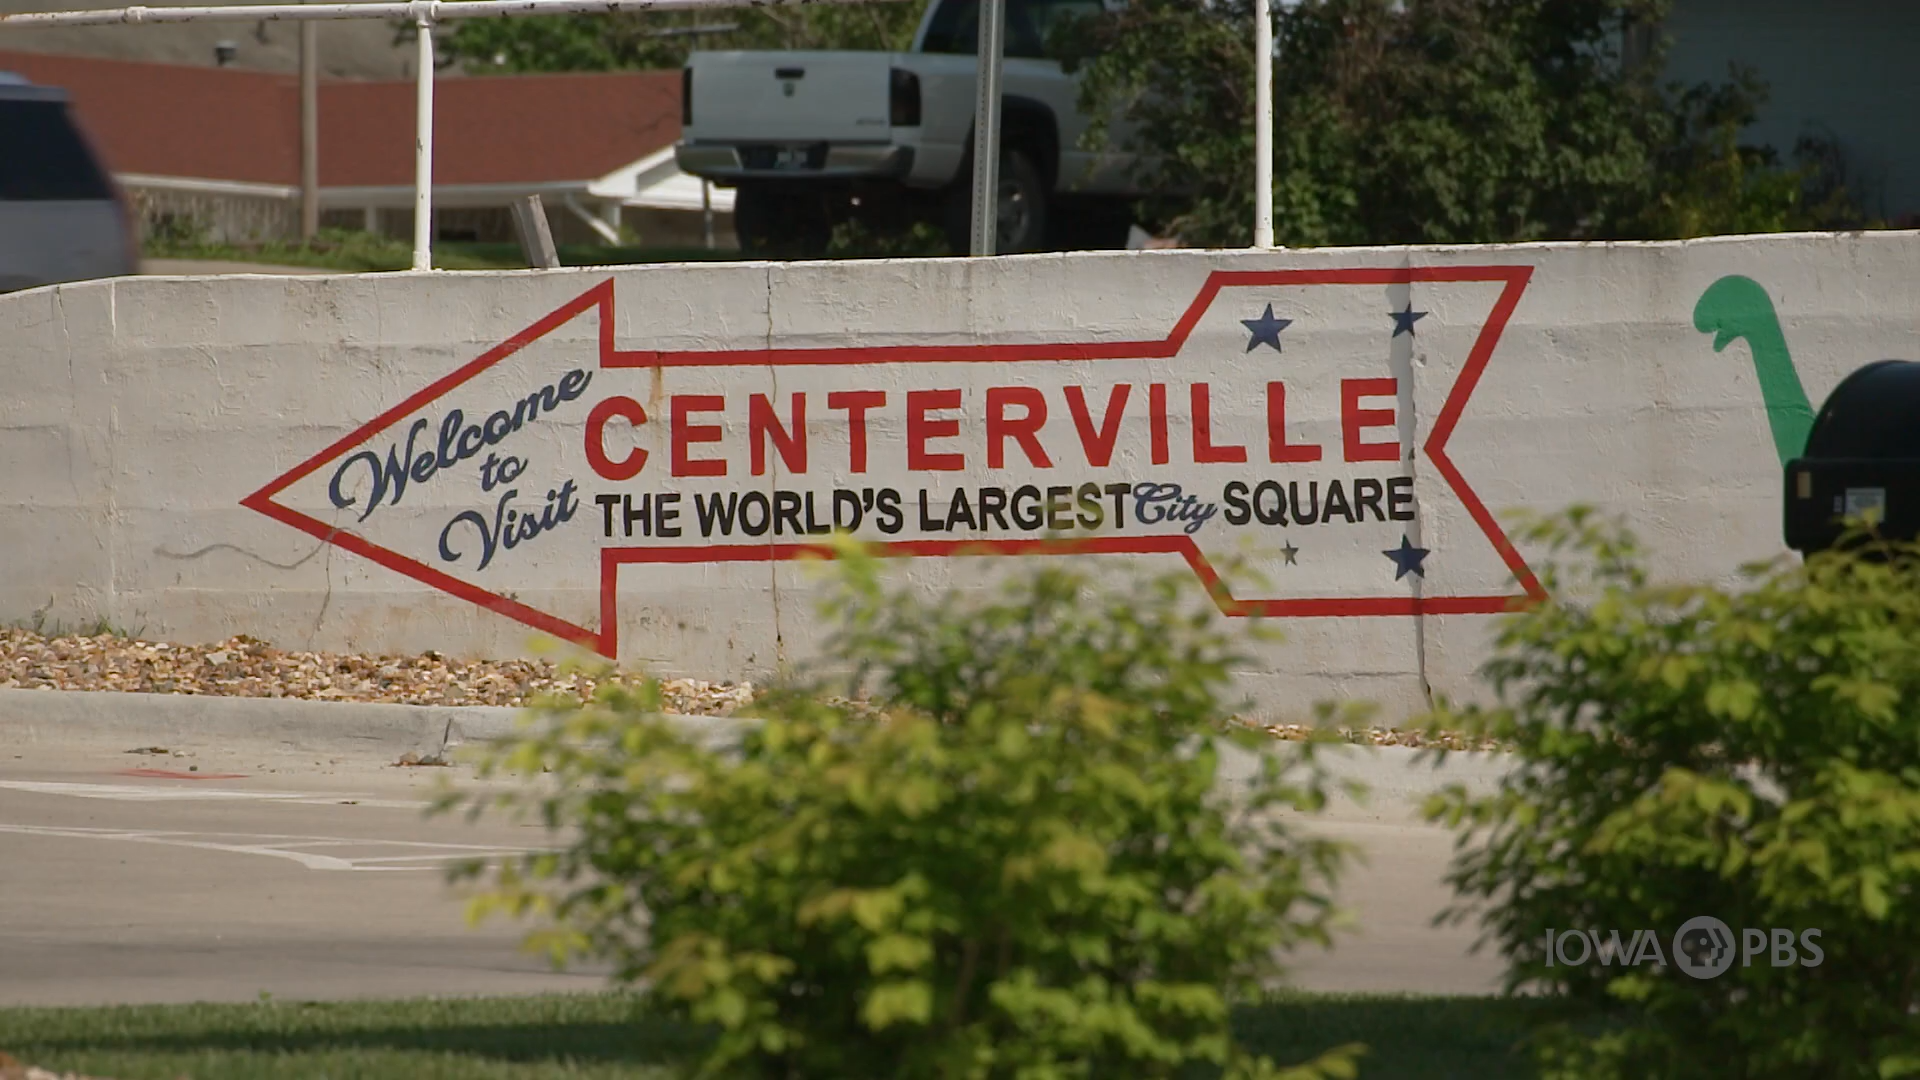 Welcome
to
Visit
CENTERVILLE
THE WORLD'S LARGEST City SQUARE
IOWA PBS